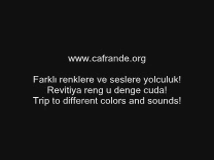 www.cafrande.org
Farklı renklere ve seslere yolculuk!
Revitiya reng u denge cuda!
Trip to different colors and sounds!